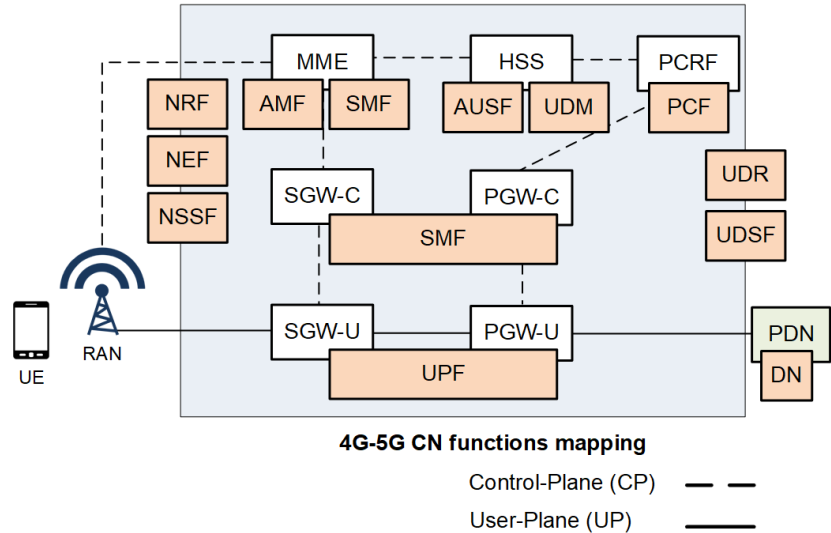 MME
HSS
PCRF
NRF
AMF
SMF
AUSF
UDM
PCF
NEF
UDR
SGW-C
PGW-C
NSSF
UDSF
SMF
SGW-U
PGW-U
PDN
RAN
UE
UPF
DN
4G-5G CN functions mapping
Control-Plane (CP)
User-Plane (UP)